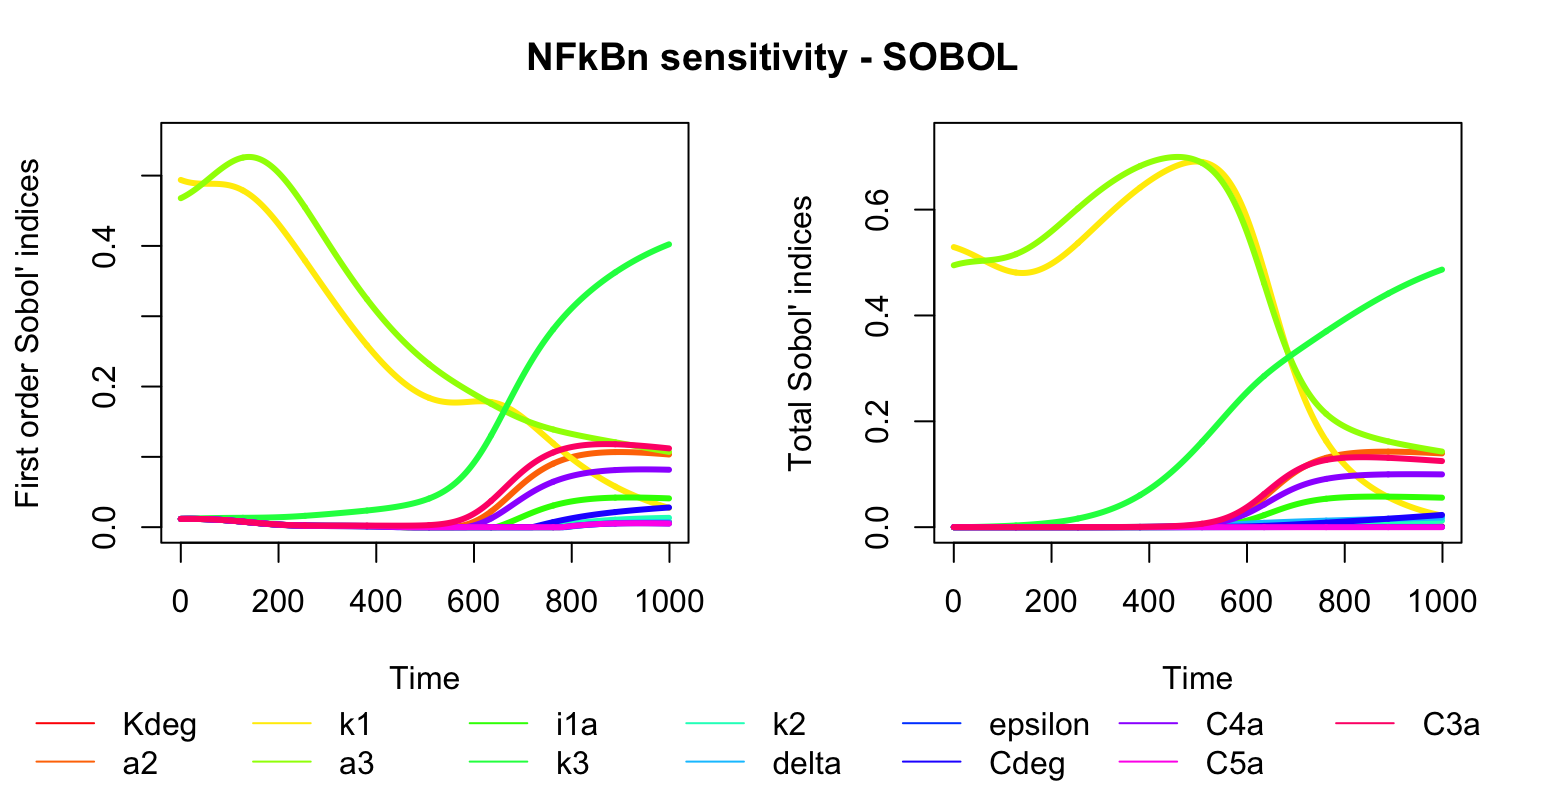 NFkBn sensitivity - SOBOL
First order Sobol' indices
0.0 0.2 0.4
0 200 400 600 800 1000
Time
Total Sobol' indices
0.0 0.2 0.4 0.6
0 200 400 600 800 1000
Time
Kdeg k1 i1a k2 epsilon C4a C3a
a2 a3 k3 delta Cdeg C5a